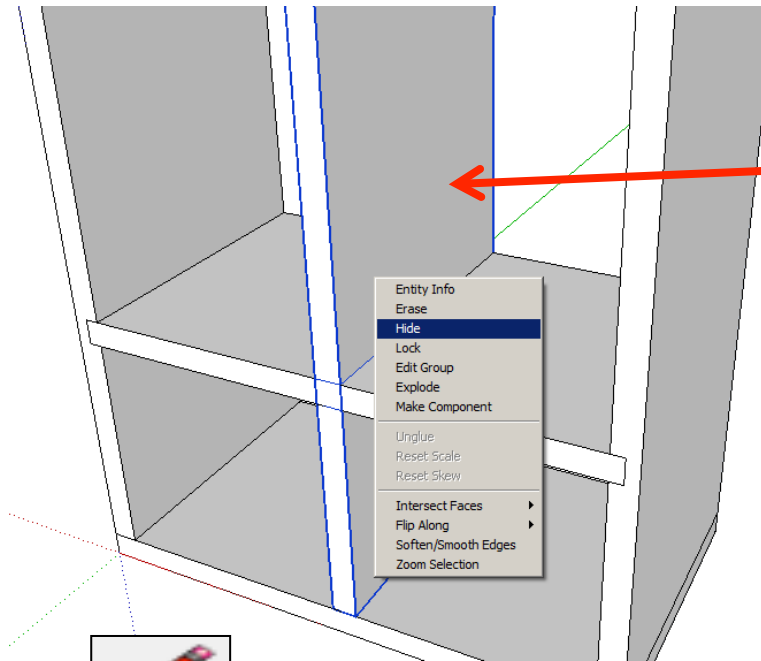 Entity Info
Erase
Hide
Lock
Edit Group
Explode
Make Component
Unglue
Reset Scale
Reset Skew
Intersect Faces
Flip Along
Soften/Smooth Edges
Zoom Selection